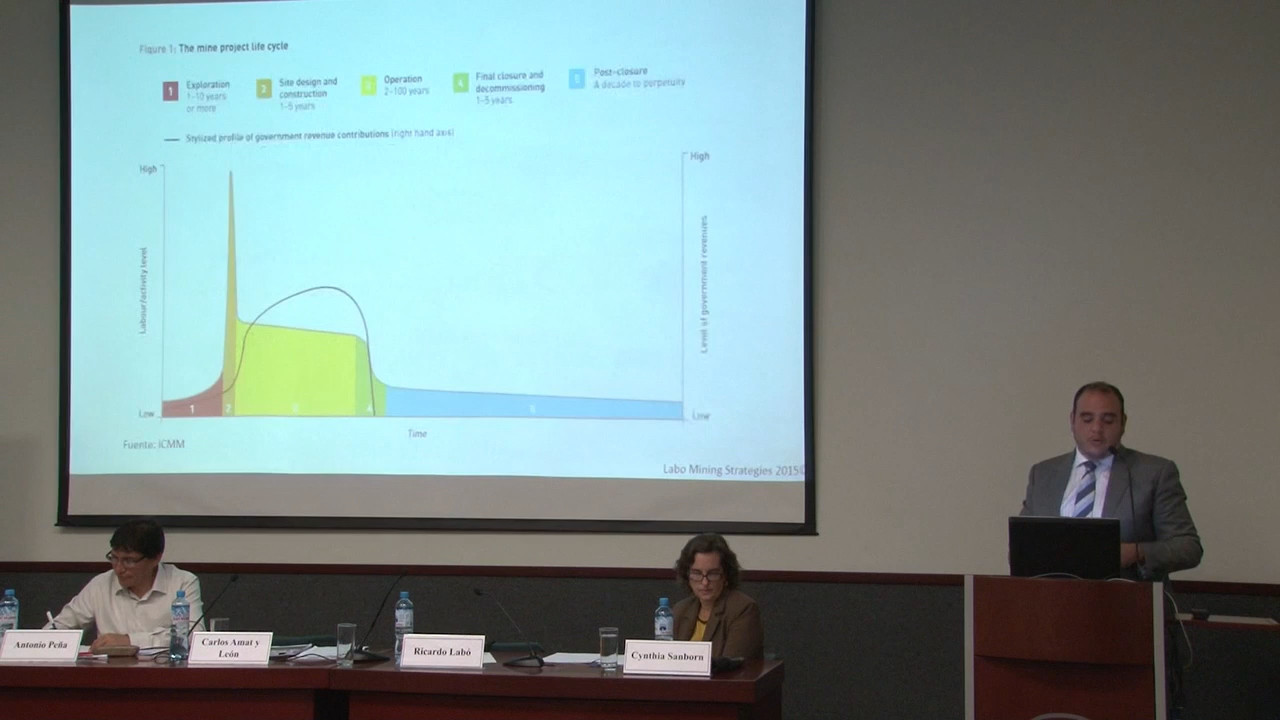 Figure 1: The mine project life cycle
1 Exploration
1–10 years
or more
2 Site design and
construction
1–5 years
3 Operation
2–100 years
4 Final closure and
decommissioning
1–5 years
5 Post-closure
A decade to perpetuity
Stylized profile of government revenue contributions (right hand axis)
High
High
Labour/activity level
Level of government revenues
1
2
3
4
5
Low
Low
Time
Fuente: ICMM
Labo Mining Strategies 2015©
Antonio Peña
Carlos Amat y
León
Ricardo Labó
Cynthia Sanborn